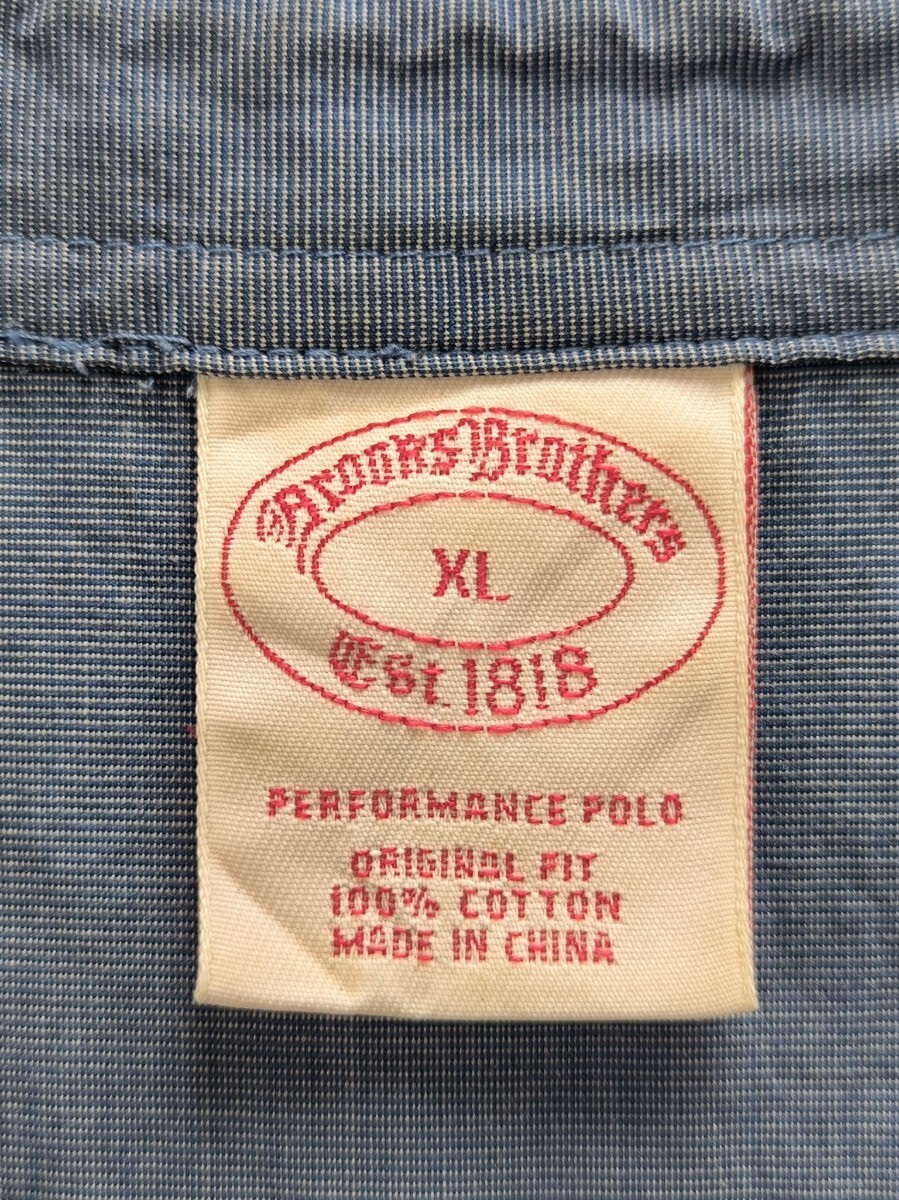 Brooks Brothers
XL
Est. 1818
PERFORMANCE POLO
ORIGINAL FIT
100% COTTON
MADE IN CHINA